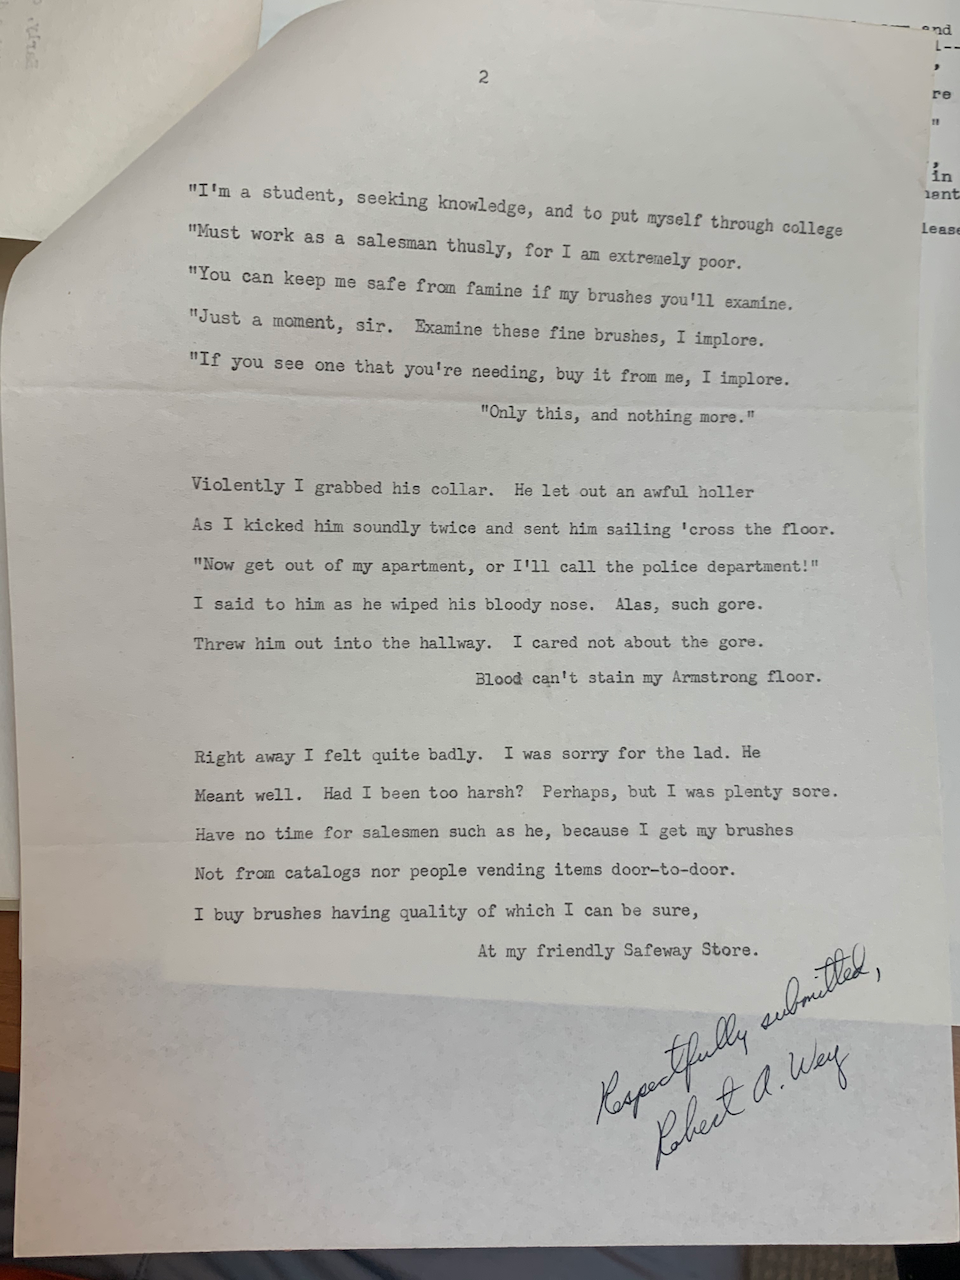 2
"I'm a student, seeking knowledge, and to put myself through college
"Must work as a salesman thusly, for I am extremely poor.
"You can keep me safe from famine if my brushes you'll examine.
"Just a moment, sir.  Examine these fine brushes, I implore.
"If you see one that you're needing, buy it from me, I implore.
"Only this, and nothing more."
Violently I grabbed his collar.  He let out an awful holler
As I kicked him soundly twice and sent him sailing 'cross the floor.
"Now get out of my apartment, or I'll call the police department!"
I said to him as he wiped his bloody nose.  Alas, such gore.
Threw him out into the hallway.  I cared not about the gore.
Blood can't stain my Armstrong floor.
Right away I felt quite badly.  I was sorry for the lad. He
Meant well.  Had I been too harsh?  Perhaps, but I was plenty sore.
Have no time for salesmen such as he, because I get my brushes
Not from catalogs nor people vending items door-to-door.
I buy brushes having quality of which I can be sure,
At my friendly Safeway Store.
Respectfully submitted,
Robert A. Wey
and
l--
,
re
"
,
in
ment
lease